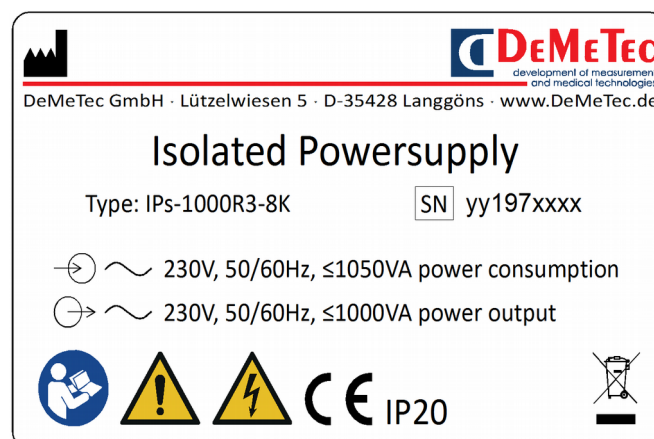 DEMETEC
development of measurement
and medical technologies
DeMeTec GmbH · Lützelwiesen 5 · D-35428 Langgöns · www.DeMeTec.de
Isolated Powersupply
Type: IPs-1000R3-8K SN yy197xxxx
230V, 50/60Hz, ≤1050VA power consumption
230V, 50/60Hz, ≤1000VA power output
CE IP20